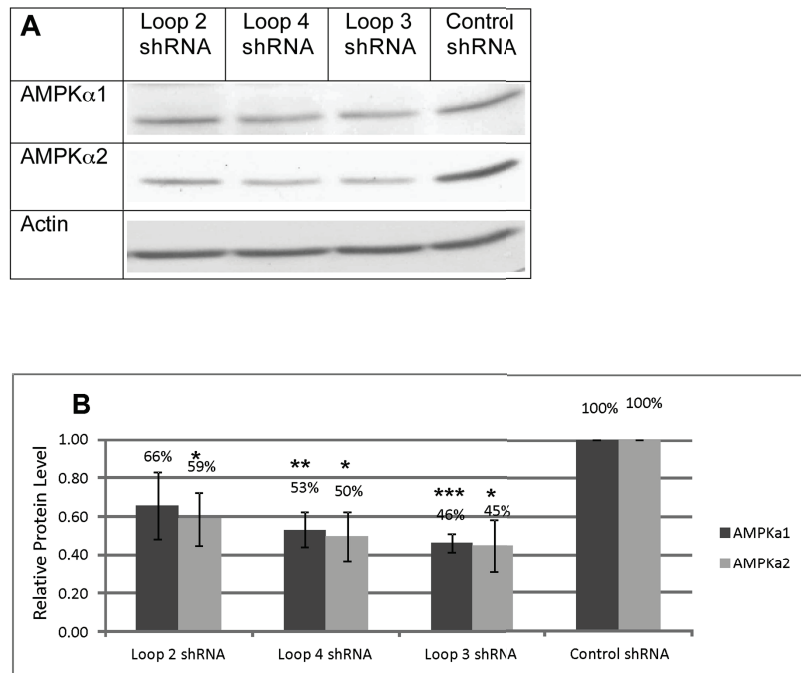 A
Loop 2 shRNA
Loop 4 shRNA
Loop 3 shRNA
Control shRNA
AMPKα1
AMPKα2
Actin
B
Relative Protein Level
1.00
0.80
0.60
0.40
0.20
0.00
66%
*
59%
**
53%
*
50%
***
46%
*
45%
100%
100%
Loop 2 shRNA
Loop 4 shRNA
Loop 3 shRNA
Control shRNA
AMPKa1
AMPKa2